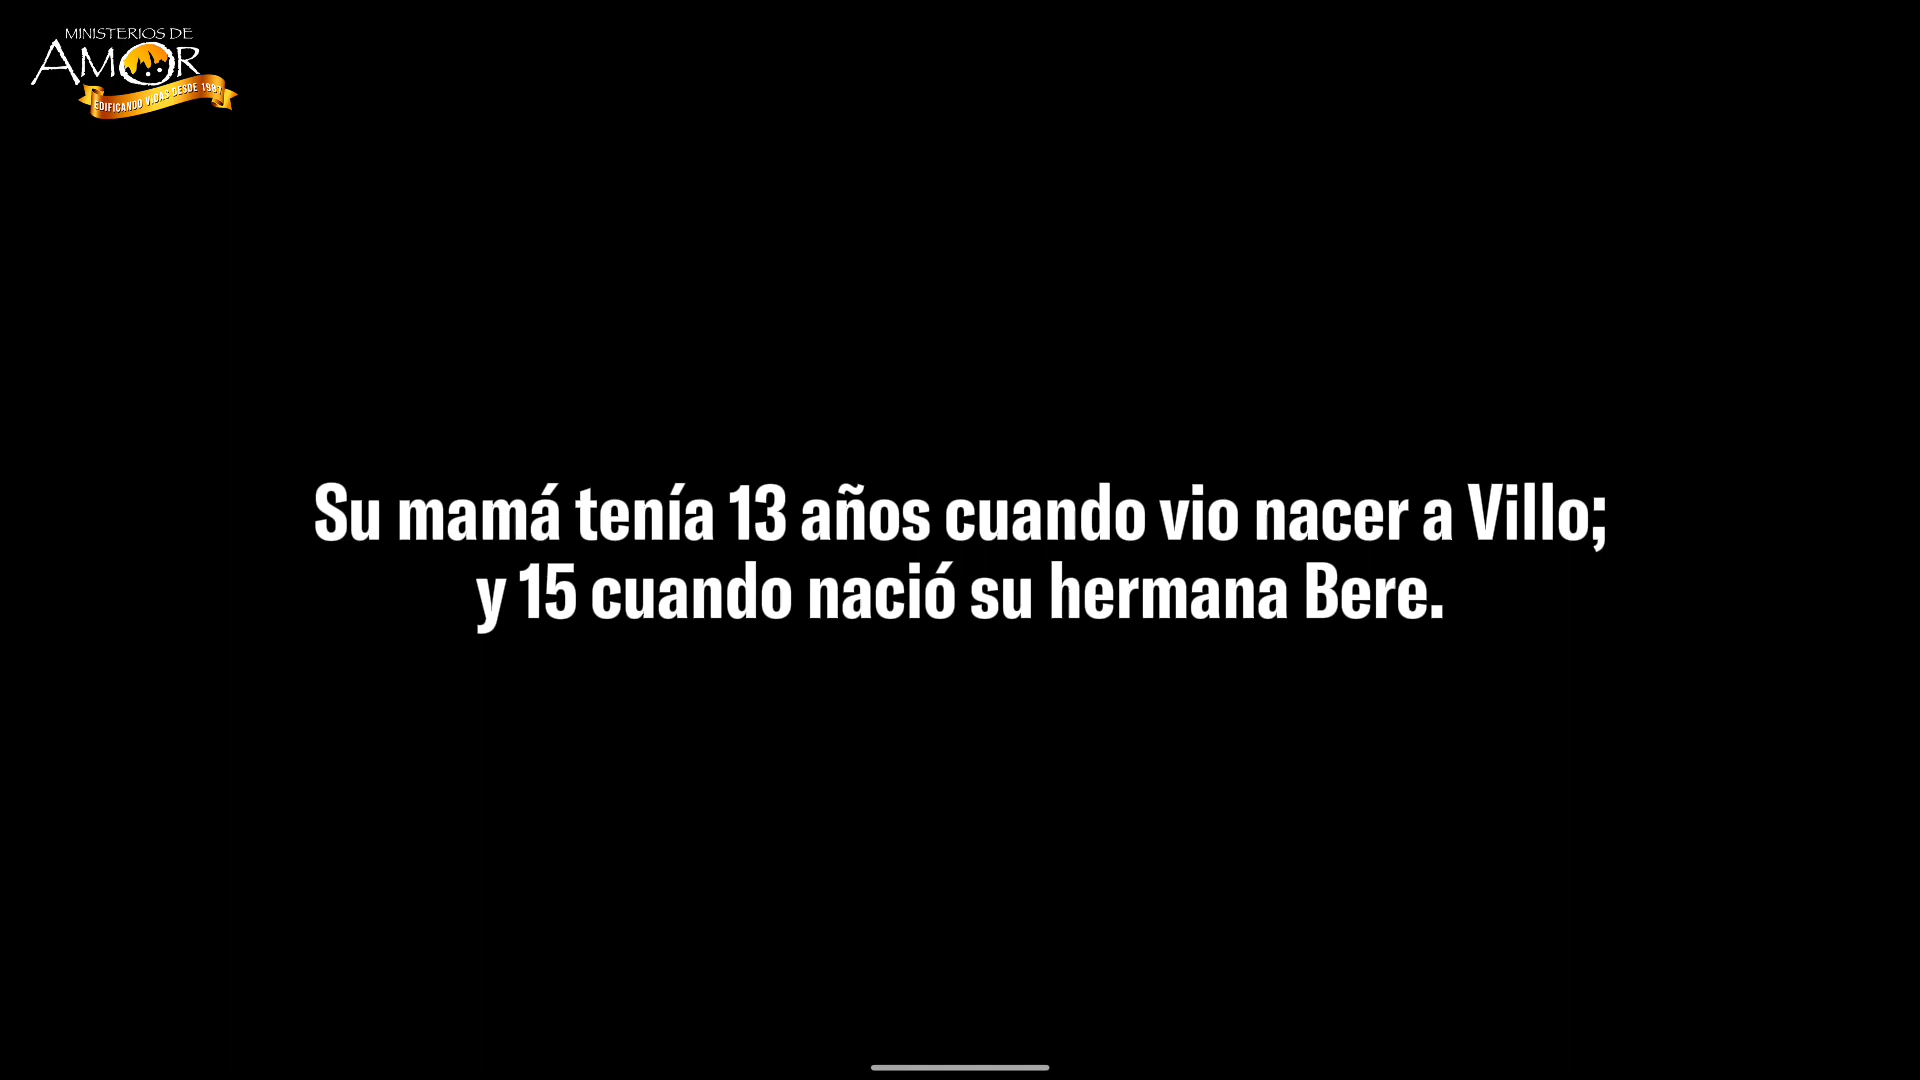 MINISTERIOS DE
AMOR
EDIFICANDO VIDAS DESDE 1987
Su mamá tenía 13 años cuando vio nacer a Villo;
y 15 cuando nació su hermana Bere.